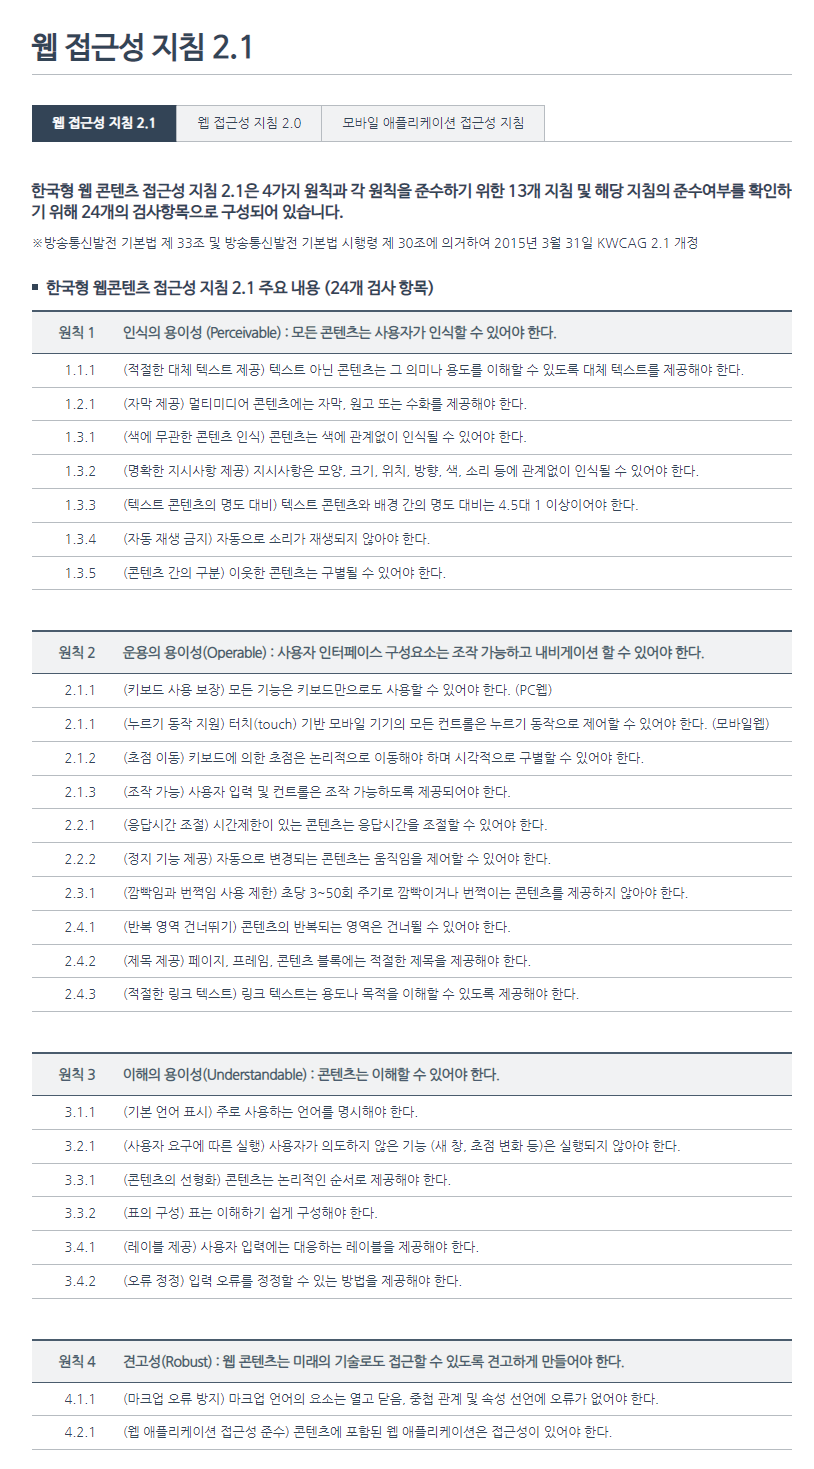 웹 접근성 지침 2.1
웹 접근성 지침 2.1 웹 접근성 지침 2.0 모바일 애플리케이션 접근성 지침
한국형 웹 콘텐츠 접근성 지침 2.1은 4가지 원칙과 각 원칙을 준수하기 위한 13개 지침 및 해당 지침의 준수여부를 확인하
기 위해 24개의 검사항목으로 구성되어 있습니다.
※방송통신발전 기본법 제 33조 및 방송통신발전 기본법 시행령 제 30조에 의거하여 2015년 3월 31일 KWCAG 2.1 개정
한국형 웹콘텐츠 접근성 지침 2.1 주요 내용 (24개 검사 항목)
원칙 1 인식의 용이성 (Perceivable) : 모든 콘텐츠는 사용자가 인식할 수 있어야 한다.
1.1.1 (적절한 대체 텍스트 제공) 텍스트 아닌 콘텐츠는 그 의미나 용도를 이해할 수 있도록 대체 텍스트를 제공해야 한다.
1.2.1 (자막 제공) 멀티미디어 콘텐츠에는 자막, 원고 또는 수화를 제공해야 한다.
1.3.1 (색에 무관한 콘텐츠 인식) 콘텐츠는 색에 관계없이 인식될 수 있어야 한다.
1.3.2 (명확한 지시사항 제공) 지시사항은 모양, 크기, 위치, 방향, 색, 소리 등에 관계없이 인식될 수 있어야 한다.
1.3.3 (텍스트 콘텐츠의 명도 대비) 텍스트 콘텐츠와 배경 간의 명도 대비는 4.5대 1 이상이어야 한다.
1.3.4 (자동 재생 금지) 자동으로 소리가 재생되지 않아야 한다.
1.3.5 (콘텐츠 간의 구분) 이웃한 콘텐츠는 구별될 수 있어야 한다.
원칙 2 운용의 용이성(Operable) : 사용자 인터페이스 구성요소는 조작 가능하고 내비게이션 할 수 있어야 한다.
2.1.1 (키보드 사용 보장) 모든 기능은 키보드만으로도 사용할 수 있어야 한다. (PC웹)
2.1.1 (누르기 동작 지원) 터치(touch) 기반 모바일 기기의 모든 컨트롤은 누르기 동작으로 제어할 수 있어야 한다. (모바일웹)
2.1.2 (초점 이동) 키보드에 의한 초점은 논리적으로 이동해야 하며 시각적으로 구별할 수 있어야 한다.
2.1.3 (조작 가능) 사용자 입력 및 컨트롤은 조작 가능하도록 제공되어야 한다.
2.2.1 (응답시간 조절) 시간제한이 있는 콘텐츠는 응답시간을 조절할 수 있어야 한다.
2.2.2 (정지 기능 제공) 자동으로 변경되는 콘텐츠는 움직임을 제어할 수 있어야 한다.
2.3.1 (깜빡임과 번쩍임 사용 제한) 초당 3~50회 주기로 깜빡이거나 번쩍이는 콘텐츠를 제공하지 않아야 한다.
2.4.1 (반복 영역 건너뛰기) 콘텐츠의 반복되는 영역은 건너뛸 수 있어야 한다.
2.4.2 (제목 제공) 페이지, 프레임, 콘텐츠 블록에는 적절한 제목을 제공해야 한다.
2.4.3 (적절한 링크 텍스트) 링크 텍스트는 용도나 목적을 이해할 수 있도록 제공해야 한다.
원칙 3 이해의 용이성(Understandable) : 콘텐츠는 이해할 수 있어야 한다.
3.1.1 (기본 언어 표시) 주로 사용하는 언어를 명시해야 한다.
3.2.1 (사용자 요구에 따른 실행) 사용자가 의도하지 않은 기능 (새 창, 초점 변화 등)은 실행되지 않아야 한다.
3.3.1 (콘텐츠의 선형화) 콘텐츠는 논리적인 순서로 제공해야 한다.
3.3.2 (표의 구성) 표는 이해하기 쉽게 구성해야 한다.
3.4.1 (레이블 제공) 사용자 입력에는 대응하는 레이블을 제공해야 한다.
3.4.2 (오류 정정) 입력 오류를 정정할 수 있는 방법을 제공해야 한다.
원칙 4 견고성(Robust) : 웹 콘텐츠는 미래의 기술로도 접근할 수 있도록 견고하게 만들어야 한다.
4.1.1 (마크업 오류 방지) 마크업 언어의 요소는 열고 닫음, 중첩 관계 및 속성 선언에 오류가 없어야 한다.
4.2.1 (웹 애플리케이션 접근성 준수) 콘텐츠에 포함된 웹 애플리케이션은 접근성이 있어야 한다.